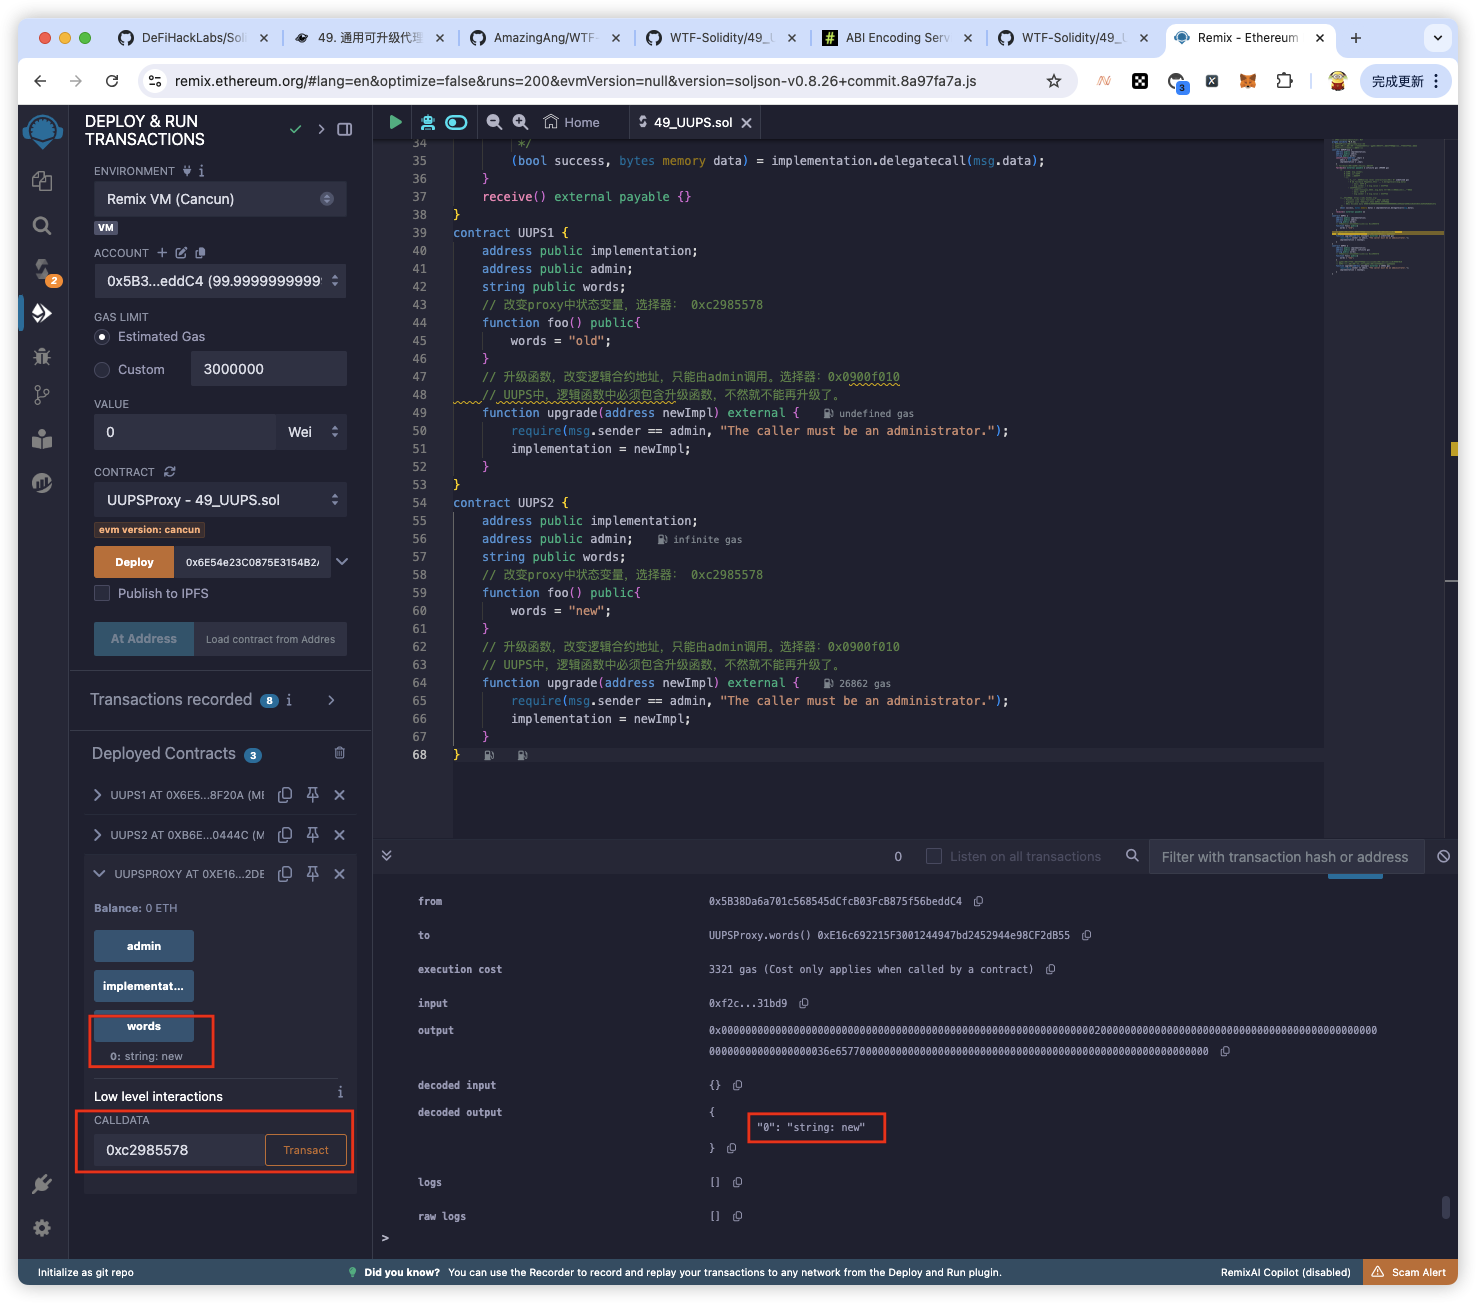 DeFiHackLabs/Soli
49. 通用可升级代理
AmazingAng/WTF-
WTF-Solidity/49_U
ABI Encoding Serv
WTF-Solidity/49_U
Remix - Ethereum
remix.ethereum.org/#lang=en&optimize=false&runs=200&evmVersion=null&version=soljson-v0.8.26+commit.8a97fa7a.js
3
完成更新
DEPLOY & RUN
TRANSACTIONS
ENVIRONMENT
Remix VM (Cancun)
VM
ACCOUNT
0x5B3...eddC4 (99.9999999999
2
GAS LIMIT
Estimated Gas
Custom
3000000
VALUE
0
Wei
CONTRACT
UUPSProxy - 49_UUPS.sol
evm version: cancun
Deploy
0x6E54e23C0875E3154B2
Publish to IPFS
At Address
Load contract from Addres
Transactions recorded 8 i
Deployed Contracts 3
UUPS1 AT 0X6E5...8F20A (ME
UUPS2 AT 0XB6E...0444C (M
UUPSPROXY AT 0XE16...2DE
Balance: 0 ETH
admin
implementat...
words
0: string: new
Low level interactions
CALLDATA
0xc2985578
Transact
Home
49_UUPS.sol
34 */
35 (bool success, bytes memory data) = implementation.delegatecall(msg.data);
36 }
37 receive() external payable {}
38 }
39 contract UUPS1 {
40 address public implementation;
41 address public admin;
42 string public words;
43 // 改变proxy中状态变量，选择器： 0xc2985578
44 function foo() public{
45 words = "old";
46 }
47 // 升级函数，改变逻辑合约地址，只能由admin调用。选择器：0x0900f010
48 // UUPS中，逻辑函数中必须包含升级函数，不然就不能再升级了。
49 function upgrade(address newImpl) external { undefined gas
50 require(msg.sender == admin, "The caller must be an administrator.");
51 implementation = newImpl;
52 }
53 }
54 contract UUPS2 {
55 address public implementation;
56 address public admin; infinite gas
57 string public words;
58 // 改变proxy中状态变量，选择器： 0xc2985578
59 function foo() public{
60 words = "new";
61 }
62 // 升级函数，改变逻辑合约地址，只能由admin调用。选择器：0x0900f010
63 // UUPS中，逻辑函数中必须包含升级函数，不然就不能再升级了。
64 function upgrade(address newImpl) external { 26862 gas
65 require(msg.sender == admin, "The caller must be an administrator.");
66 implementation = newImpl;
67 }
68 }
0
Listen on all transactions
Filter with transaction hash or address
from 0x5B38Da6a701c568545dCfcB03FcB875f56beddC4
to UUPSProxy.words() 0xE16c692215F3001244947bd2452944e98CF2dB55
execution cost 3321 gas (Cost only applies when called by a contract)
input 0xf2c...31bd9
output
decoded input {}
decoded output {
"0": "string: new"
}
logs []
raw logs []
>
Initialize as git repo
Did you know? You can use the Recorder to record and replay your transactions to any network from the Deploy and Run plugin.
RemixAI Copilot (disabled)
Scam Alert